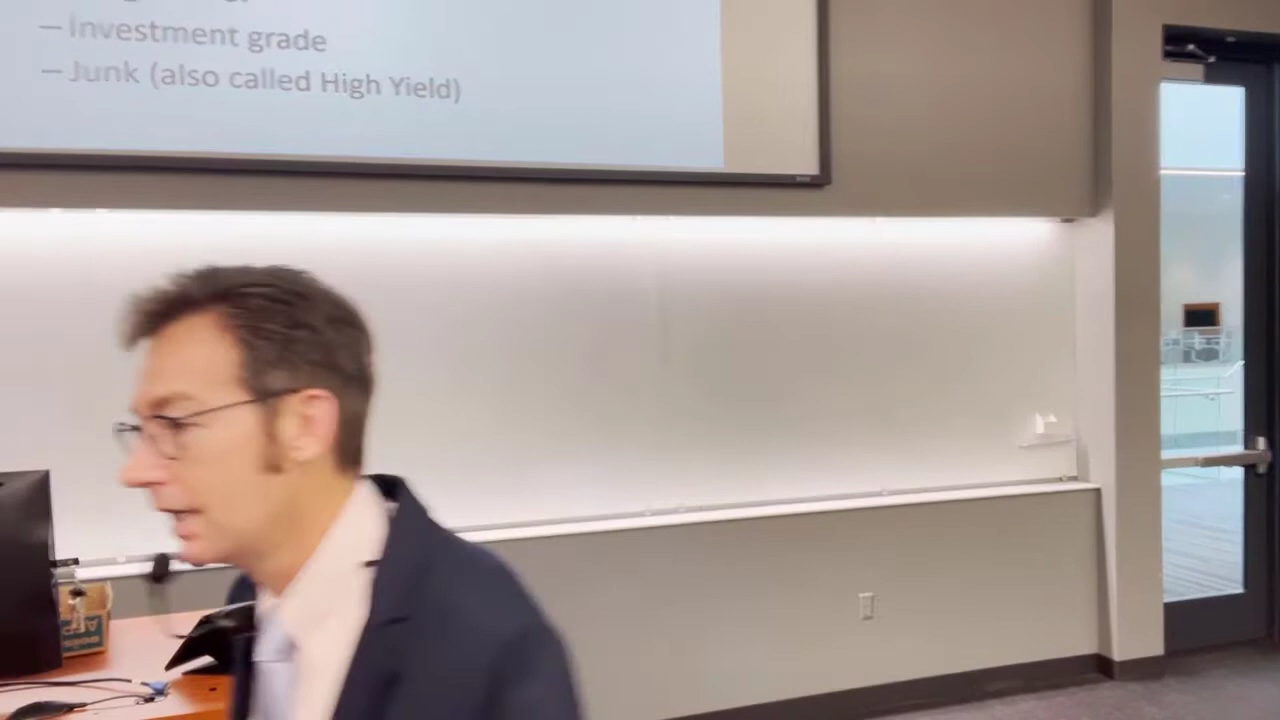 – Investment grade
– Junk (also called High Yield)